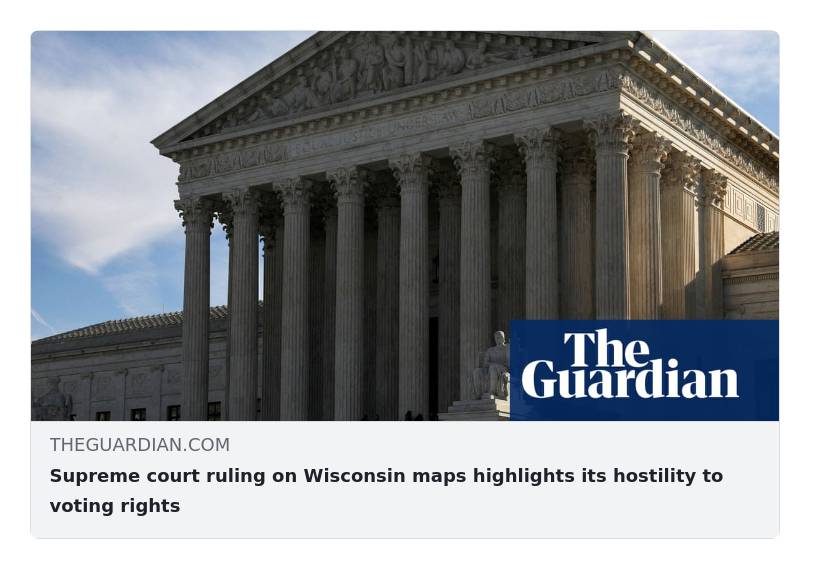 The
Guardian
THEGUARDIAN.COM
Supreme court ruling on Wisconsin maps highlights its hostility to
voting rights